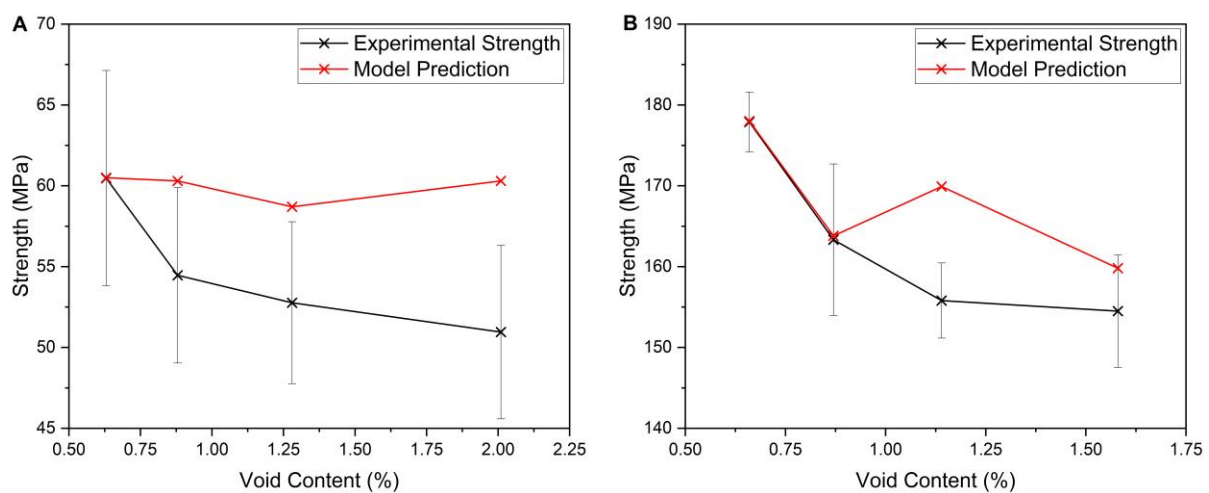 A
70
65
60
55
50
45
Strength (MPa)
Experimental Strength
Model Prediction
0.50 0.75 1.00 1.25 1.50 1.75 2.00 2.25
Void Content (%)
B
190
180
170
160
150
140
Strength (MPa)
Experimental Strength
Model Prediction
0.50 0.75 1.00 1.25 1.50 1.75
Void Content (%)